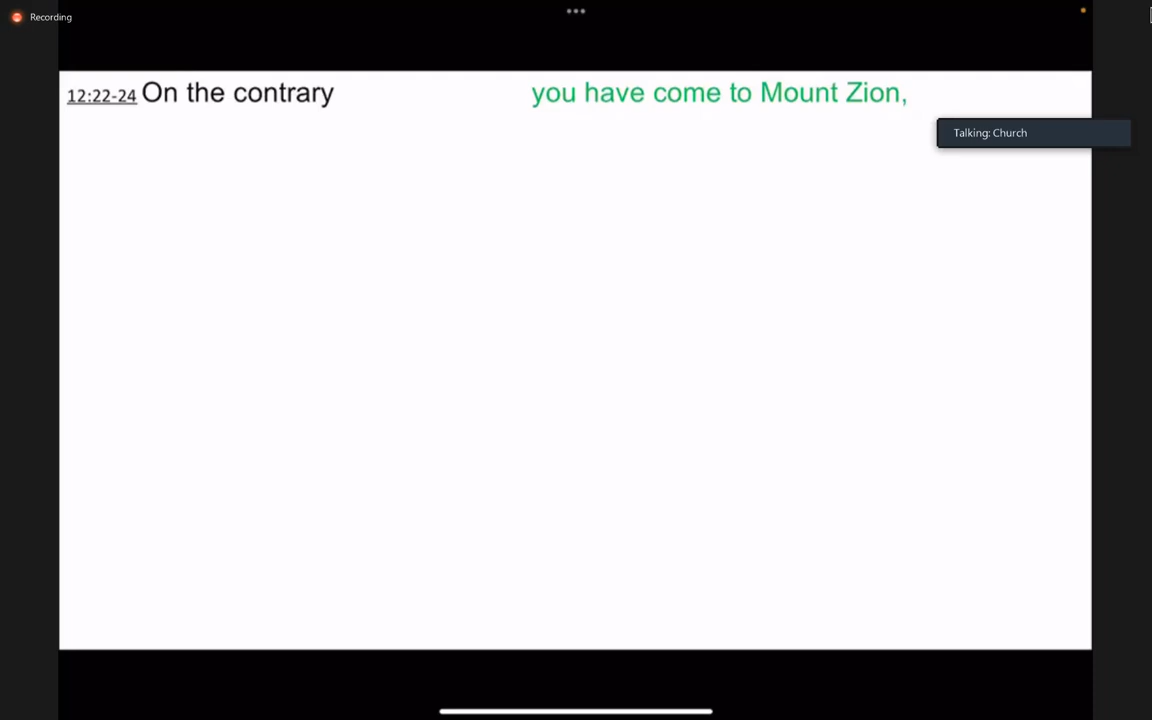 Recording
12:22-24 On the contrary you have come to Mount Zion,
Talking: Church